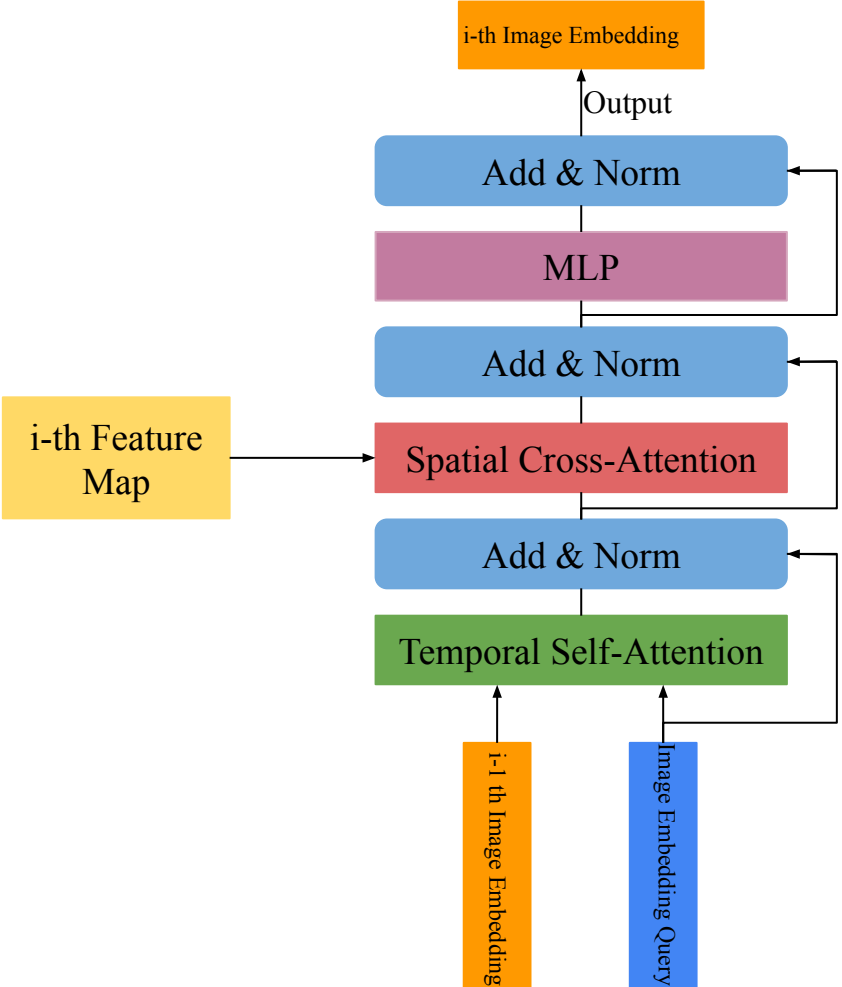 i-th Image Embedding
Output
Add & Norm
MLP
Add & Norm
i-th Feature
Map
Spatial Cross-Attention
Add & Norm
Temporal Self-Attention
i-1 th Image Embedding
Image Embedding Query